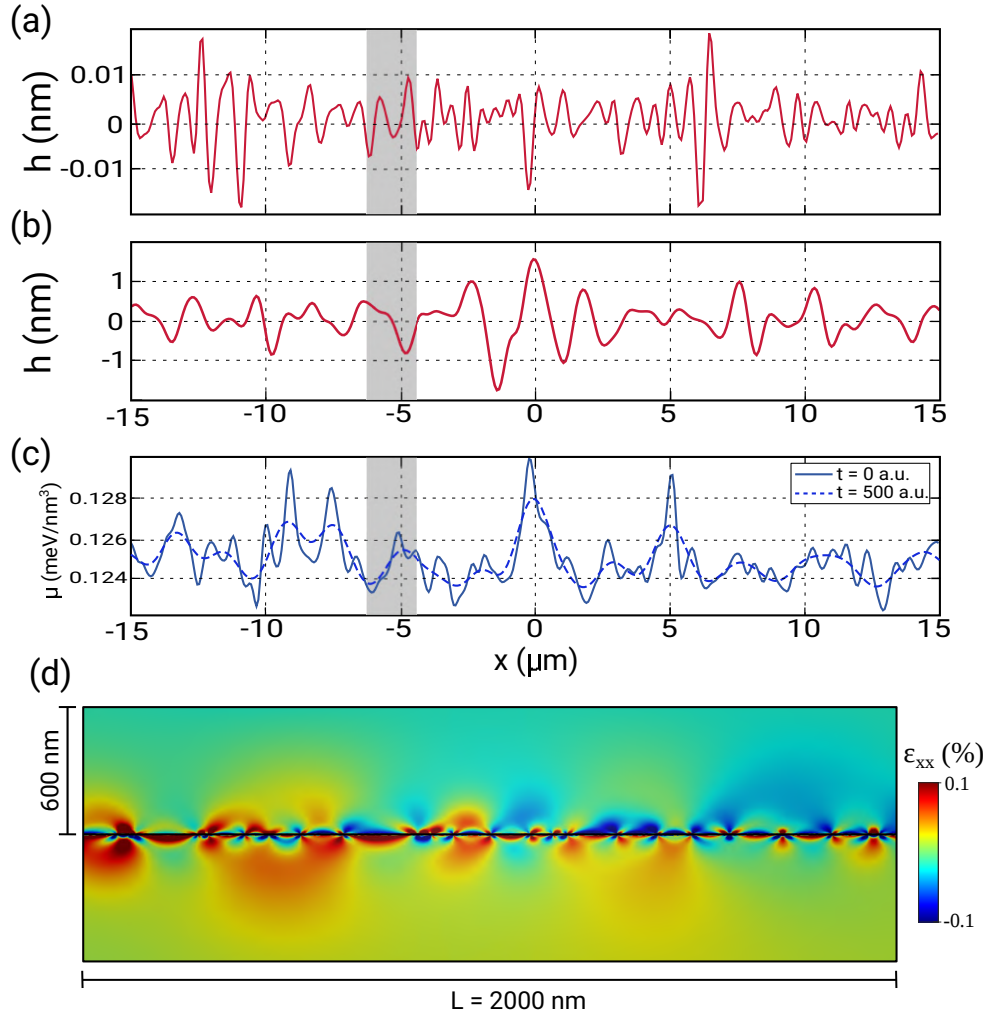 (a)
h (nm)
0.01
0
-0.01
(b)
h (nm)
1
0
-1
-15 -10 -5 0 5 10 15
(c)
μ (meV/nm³)
0.128
0.126
0.124
t = 0 a.u.
t = 500 a.u.
-15 -10 -5 0 5 10 15
x (μm)
(d)
600 nm
ε_xx (%)
0.1
-0.1
L = 2000 nm